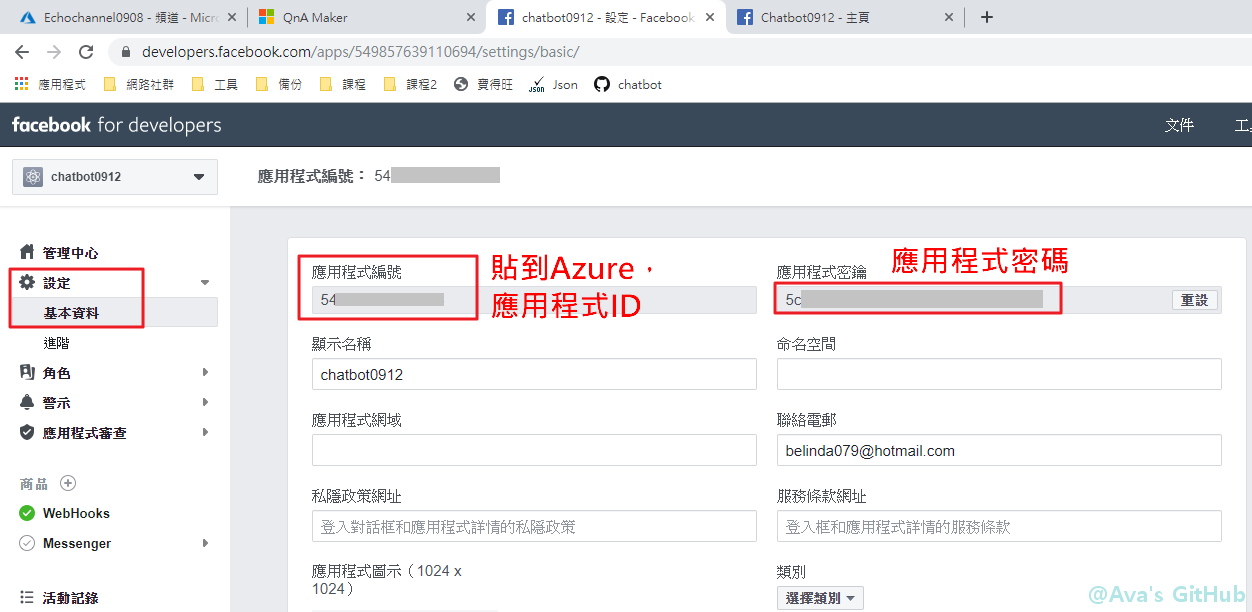 Echochannel0908 - 頻道 - Micr
QnA Maker
chatbot0912 - 設定 - Facebook
Chatbot0912 - 主頁
developers.facebook.com/apps/549857639110694/settings/basic/
應用程式
網路社群
工具
備份
課程
課程2
寶得旺
Json
chatbot
facebook for developers
文件
工
chatbot0912
應用程式編號： 54
管理中心
設定
基本資料
進階
角色
警示
應用程式審查
商品
WebHooks
Messenger
活動記錄
應用程式編號
54
貼到Azure，
應用程式ID
應用程式密鑰
應用程式密碼
5c
重設
顯示名稱
chatbot0912
命名空間
應用程式網域
聯絡電郵
belinda079@hotmail.com
私隱政策網址
登入對話框和應用程式詳情的私隱政策
服務條款網址
登入框和應用程式詳情的服務條款
應用程式圖示（1024 x
1024）
類別
選擇類別
@Ava's GitHub